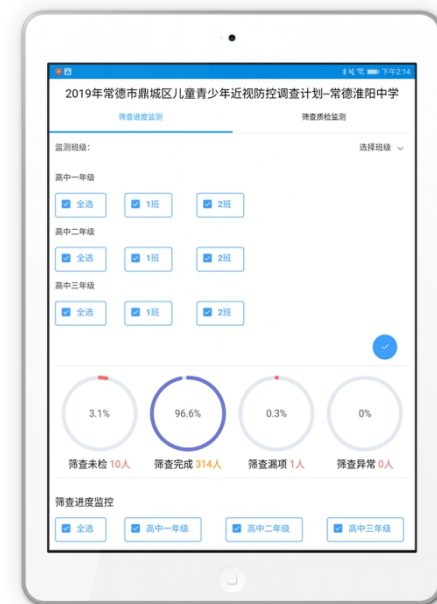 下午2:14
2019年常德市鼎城区儿童青少年近视防控调查计划--常德淮阳中学
筛查进度监测 筛查质检监测
监测班级: 选择班级
高中一年级
全选 1班 2班
高中二年级
全选 1班 2班
高中三年级
全选 1班 2班
3.1% 96.6% 0.3% 0%
筛查未检 10人 筛查完成 314人 筛查漏项 1人 筛查异常 0人
筛查进度监控
全选 高中一年级 高中二年级 高中三年级